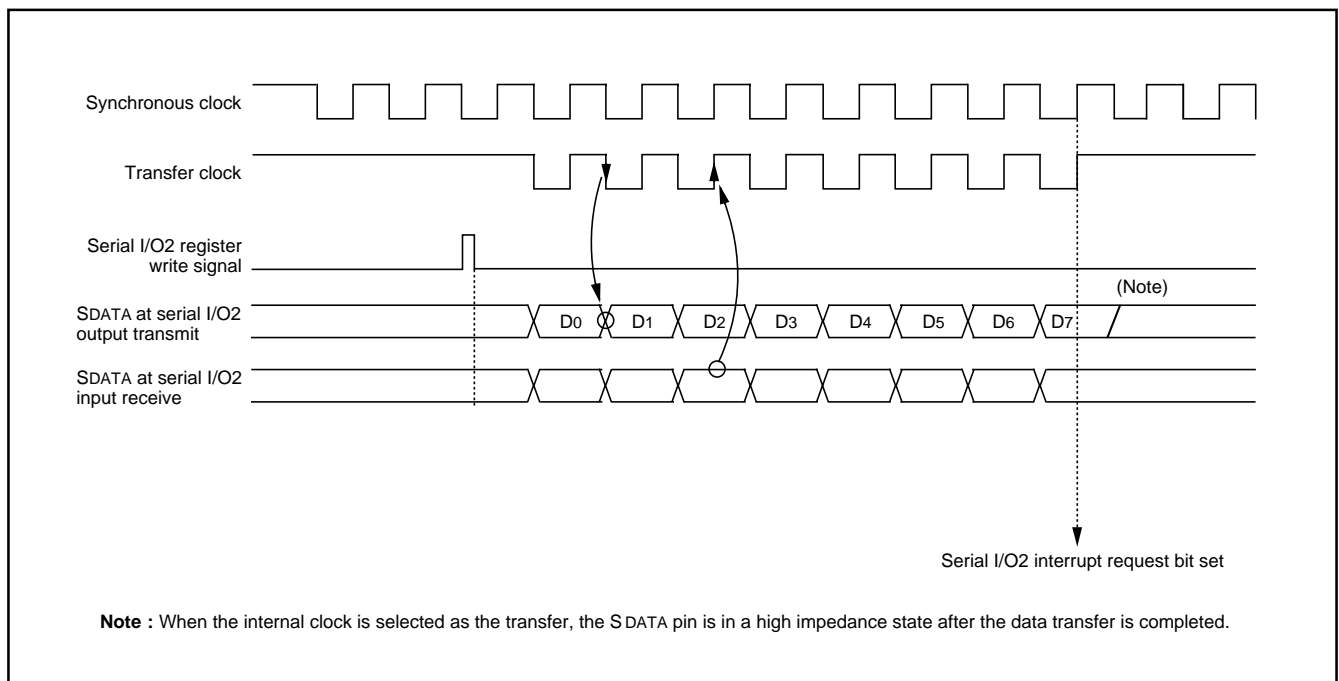 Synchronous clock
Transfer clock
Serial I/O2 register
write signal
(Note)
SDATA at serial I/O2
output transmit
D0 D1 D2 D3 D4 D5 D6 D7
SDATA at serial I/O2
input receive
Serial I/O2 interrupt request bit set
Note : When the internal clock is selected as the transfer, the SDATA pin is in a high impedance state after the data transfer is completed.